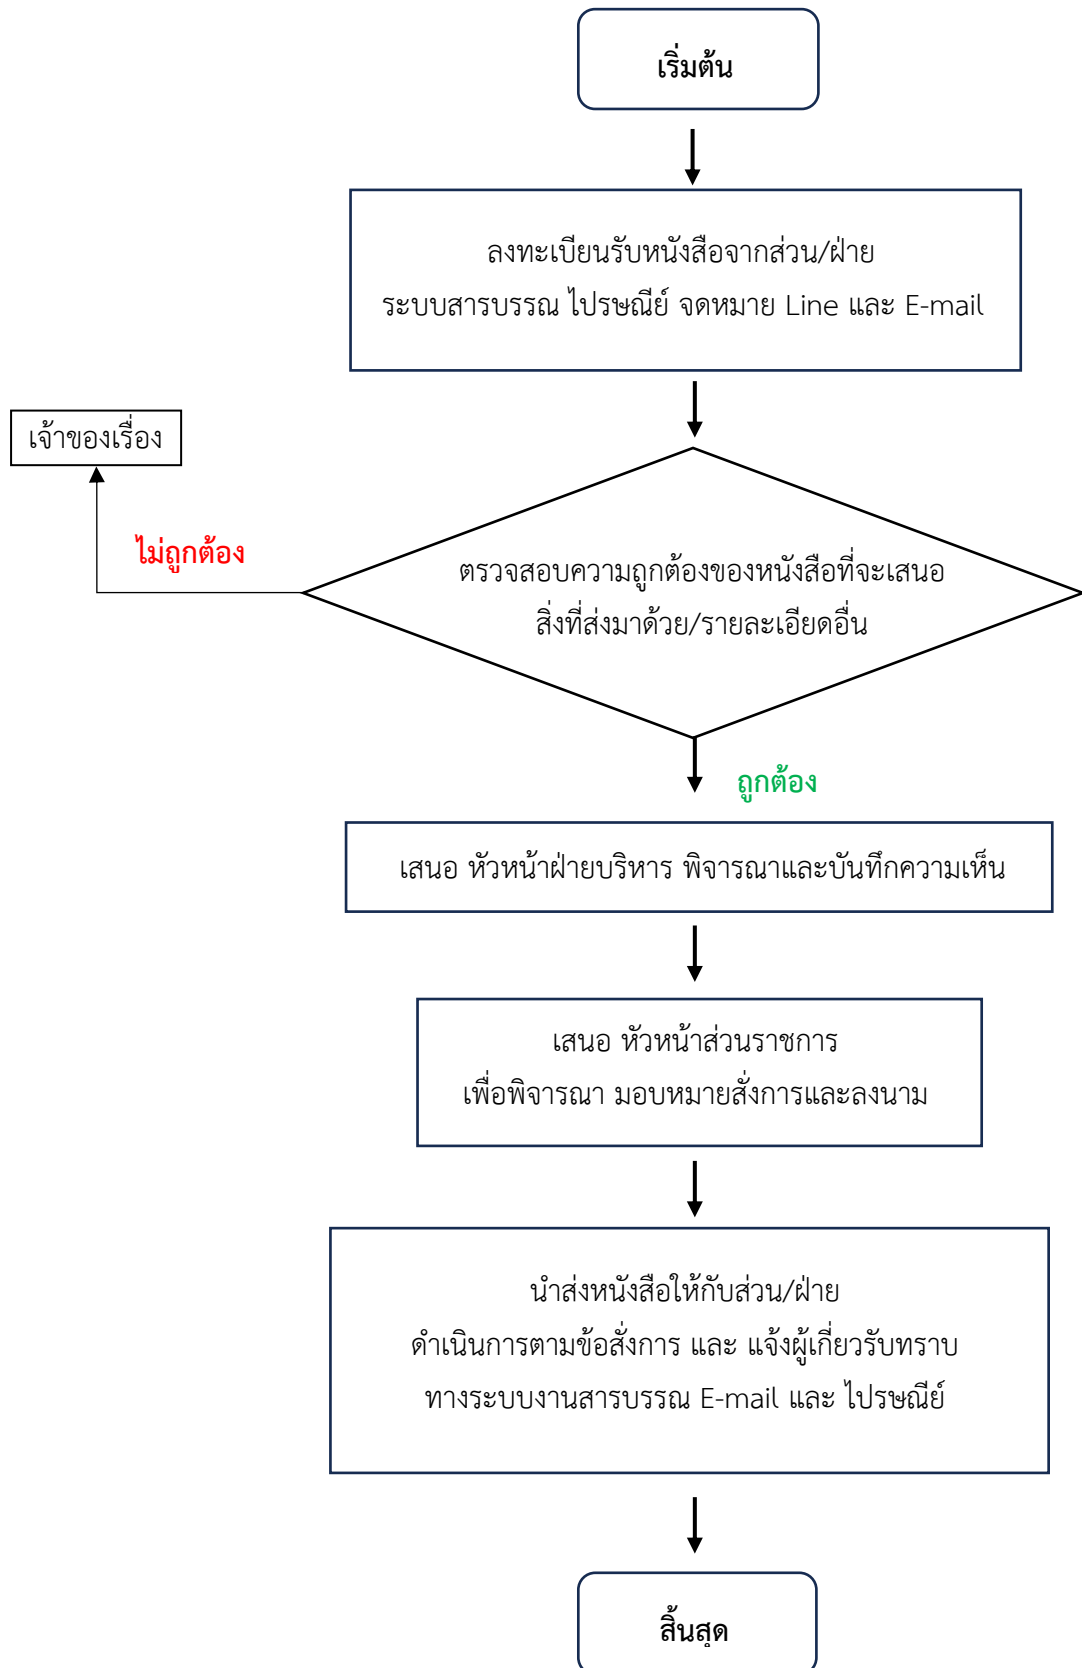 เริ่มต้น
ลงทะเบียนรับหนังสือจากส่วน/ฝ่าย
ระบบสารบรรณ ไปรษณีย์ จดหมาย Line และ E-mail
เจ้าของเรื่อง
ไม่ถูกต้อง
ตรวจสอบความถูกต้องของหนังสือที่จะเสนอ
สิ่งที่ส่งมาด้วย/รายละเอียดอื่น
ถูกต้อง
เสนอ หัวหน้าฝ่ายบริหาร พิจารณาและบันทึกความเห็น
เสนอ หัวหน้าส่วนราชการ
เพื่อพิจารณา มอบหมายสั่งการและลงนาม
นำส่งหนังสือให้กับส่วน/ฝ่าย
ดำเนินการตามข้อสั่งการ และ แจ้งผู้เกี่ยวรับทราบ
ทางระบบงานสารบรรณ E-mail และ ไปรษณีย์
สิ้นสุด